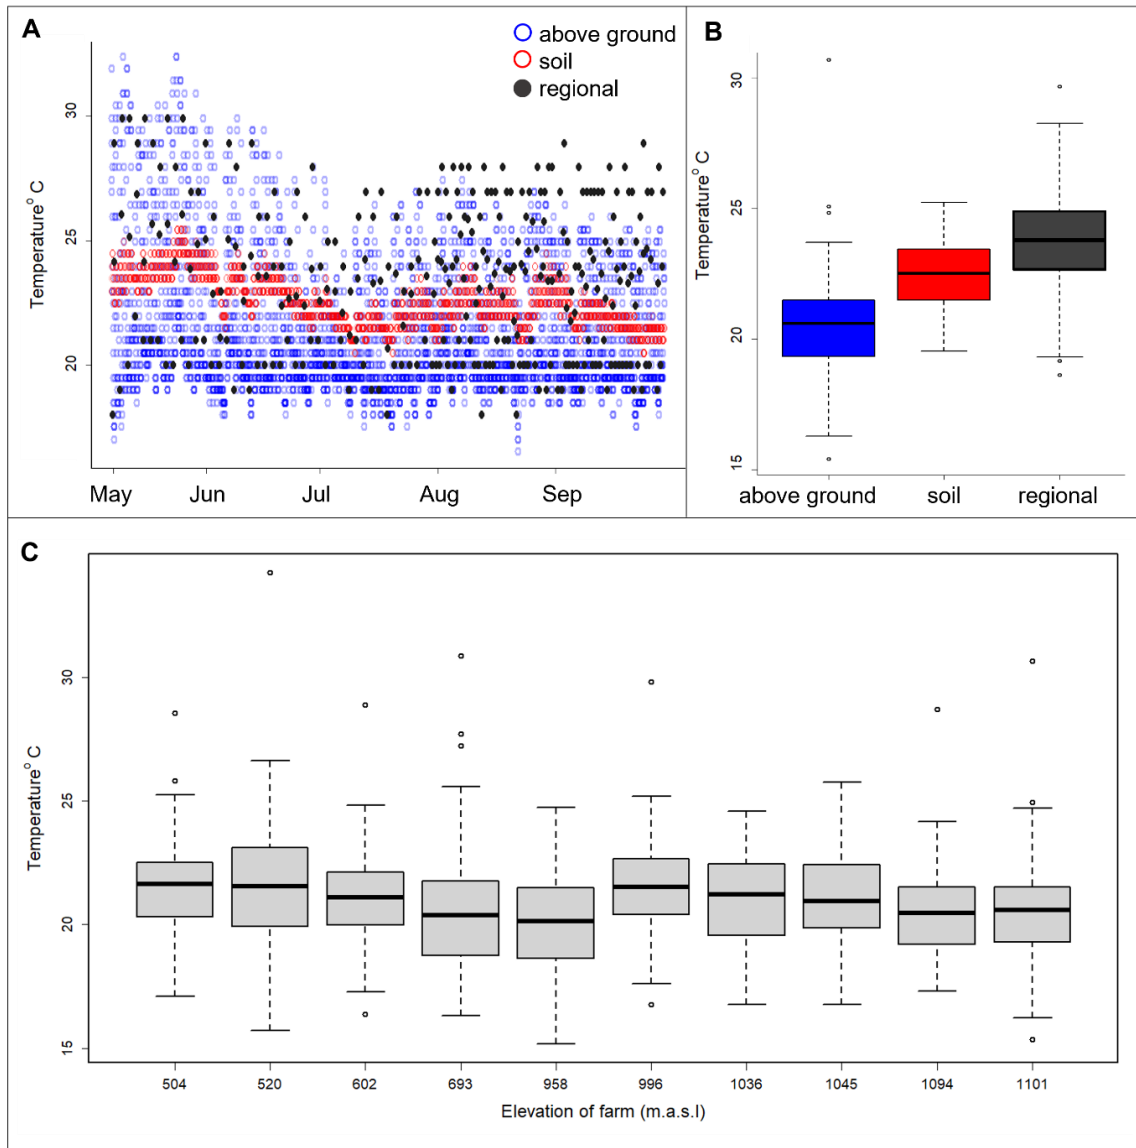 A
above ground
soil
regional
Temperature° C
30
25
20
May Jun Jul Aug Sep
B
Temperature° C
30
25
20
15
above ground soil regional
C
Temperature° C
30
25
20
15
504 520 602 693 958 996 1036 1045 1094 1101
Elevation of farm (m.a.s.l)